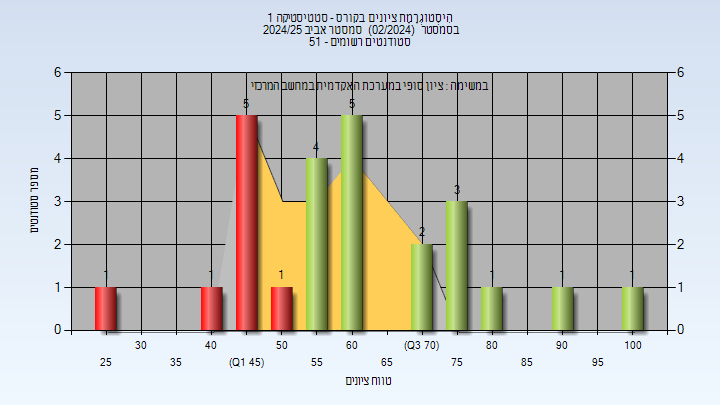 היסטוגרמת ציונים בקורס - סטטיסטיקה 1
בסמסטר (02/2024) סמסטר אביב 2024/25
סטודנטים רשומים - 51
במשימה : ציון סופי במערכת האקדמית במחשב המרכזי
מספר סטודנטים
6 6
5 5
4 4
3 3
2 2
1 1
0 0
1 1 5 1 4 5 2 3 1 1 1
30 40 50 60 (Q3 70) 80 90 100
25 35 (Q1 45) 55 65 75 85 95
טווח ציונים